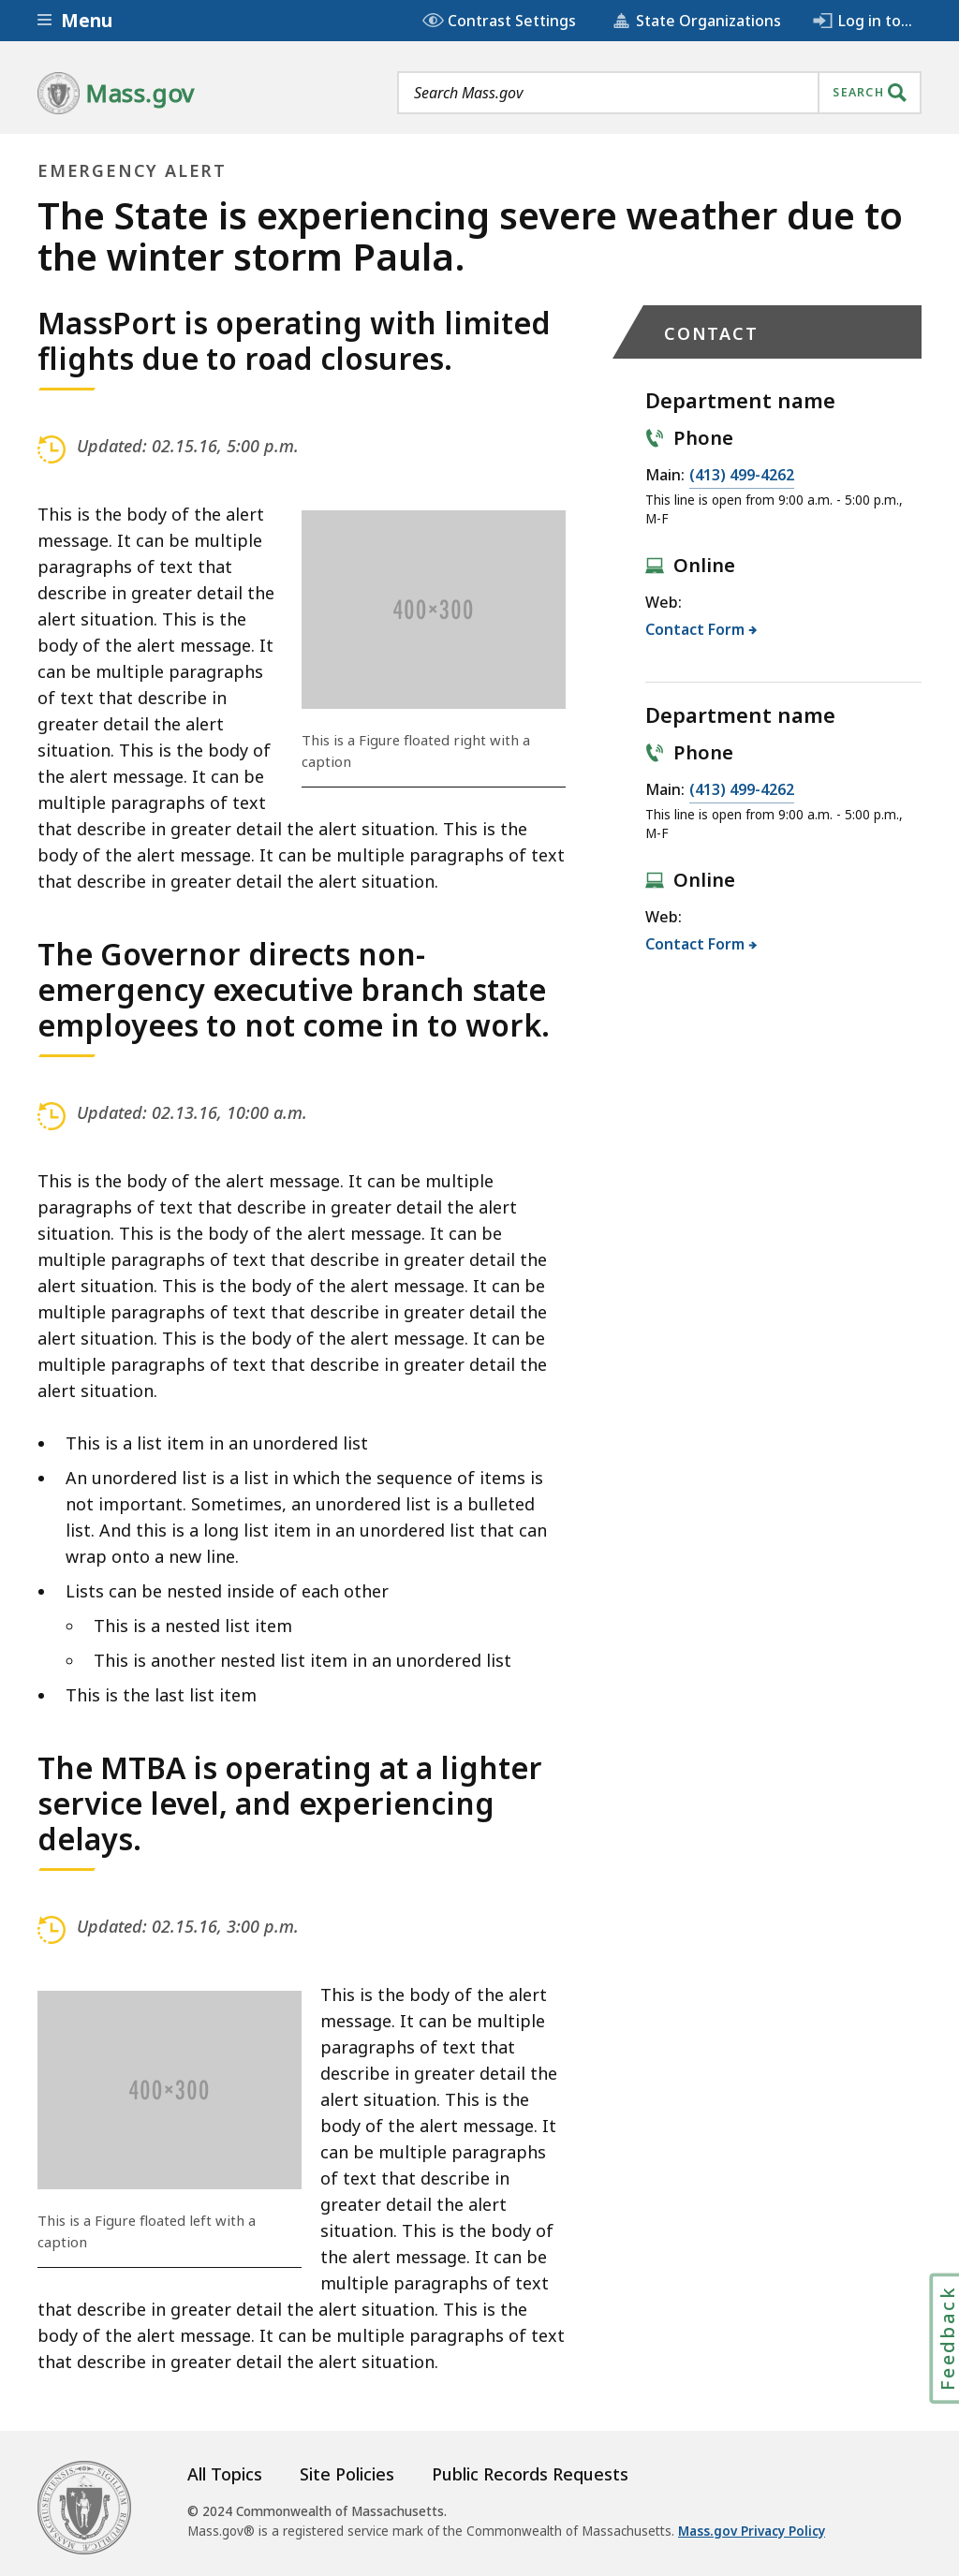 Menu
Contrast Settings
State Organizations
Log in to...
Mass.gov
Search Mass.gov
SEARCH
EMERGENCY ALERT
The State is experiencing severe weather due to
the winter storm Paula.
MassPort is operating with limited
flights due to road closures.
Updated: 02.15.16, 5:00 p.m.
This is the body of the alert
message. It can be multiple
paragraphs of text that
describe in greater detail the
alert situation. This is the
body of the alert message. It
can be multiple paragraphs
of text that describe in
greater detail the alert
situation. This is the body of
the alert message. It can be
multiple paragraphs of text
that describe in greater detail the alert situation. This is the
body of the alert message. It can be multiple paragraphs of text
that describe in greater detail the alert situation.
400×300
This is a Figure floated right with a
caption
The Governor directs non-
emergency executive branch state
employees to not come in to work.
Updated: 02.13.16, 10:00 a.m.
This is the body of the alert message. It can be multiple
paragraphs of text that describe in greater detail the alert
situation. This is the body of the alert message. It can be
multiple paragraphs of text that describe in greater detail the
alert situation. This is the body of the alert message. It can be
multiple paragraphs of text that describe in greater detail the
alert situation. This is the body of the alert message. It can be
multiple paragraphs of text that describe in greater detail the
alert situation.
• This is a list item in an unordered list
• An unordered list is a list in which the sequence of items is
not important. Sometimes, an unordered list is a bulleted
list. And this is a long list item in an unordered list that can
wrap onto a new line.
• Lists can be nested inside of each other
◦ This is a nested list item
◦ This is another nested list item in an unordered list
• This is the last list item
The MTBA is operating at a lighter
service level, and experiencing
delays.
Updated: 02.15.16, 3:00 p.m.
400×300
This is a Figure floated left with a
caption
This is the body of the alert
message. It can be multiple
paragraphs of text that
describe in greater detail the
alert situation. This is the
body of the alert message. It
can be multiple paragraphs
of text that describe in
greater detail the alert
situation. This is the body of
the alert message. It can be
multiple paragraphs of text
that describe in greater detail the alert situation. This is the
body of the alert message. It can be multiple paragraphs of text
that describe in greater detail the alert situation.
CONTACT
Department name
Phone
Main: (413) 499-4262
This line is open from 9:00 a.m. - 5:00 p.m.,
M-F
Online
Web:
Contact Form
Department name
Phone
Main: (413) 499-4262
This line is open from 9:00 a.m. - 5:00 p.m.,
M-F
Online
Web:
Contact Form
Feedback
All Topics
Site Policies
Public Records Requests
© 2024 Commonwealth of Massachusetts.
Mass.gov® is a registered service mark of the Commonwealth of Massachusetts. Mass.gov Privacy Policy